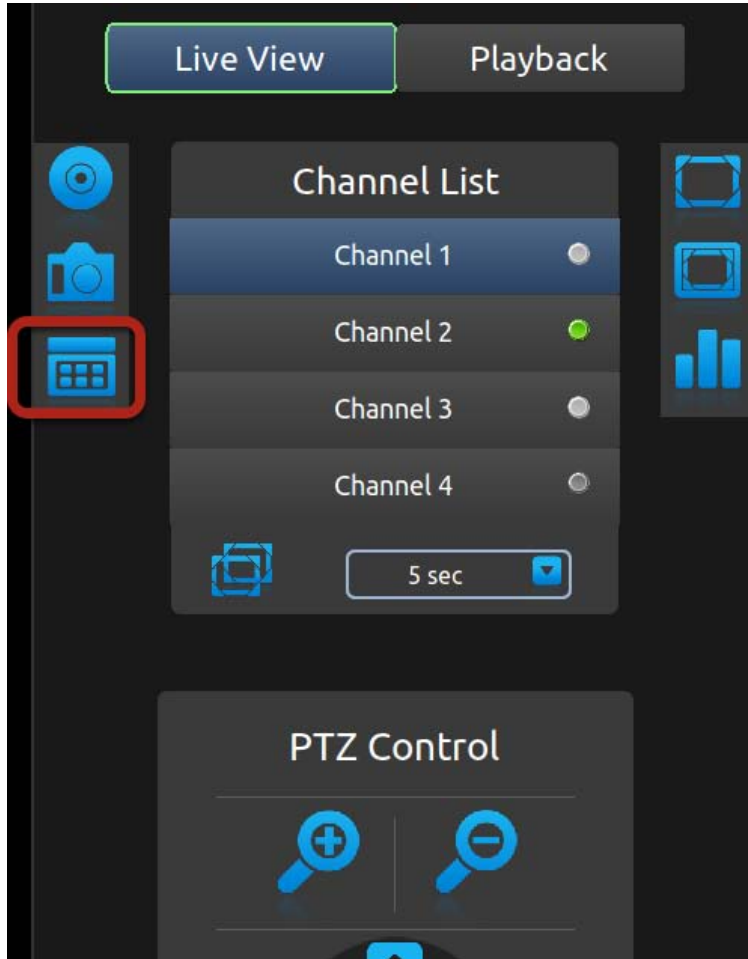 Live View Playback
Channel List
Channel 1
Channel 2
Channel 3
Channel 4
5 sec
PTZ Control